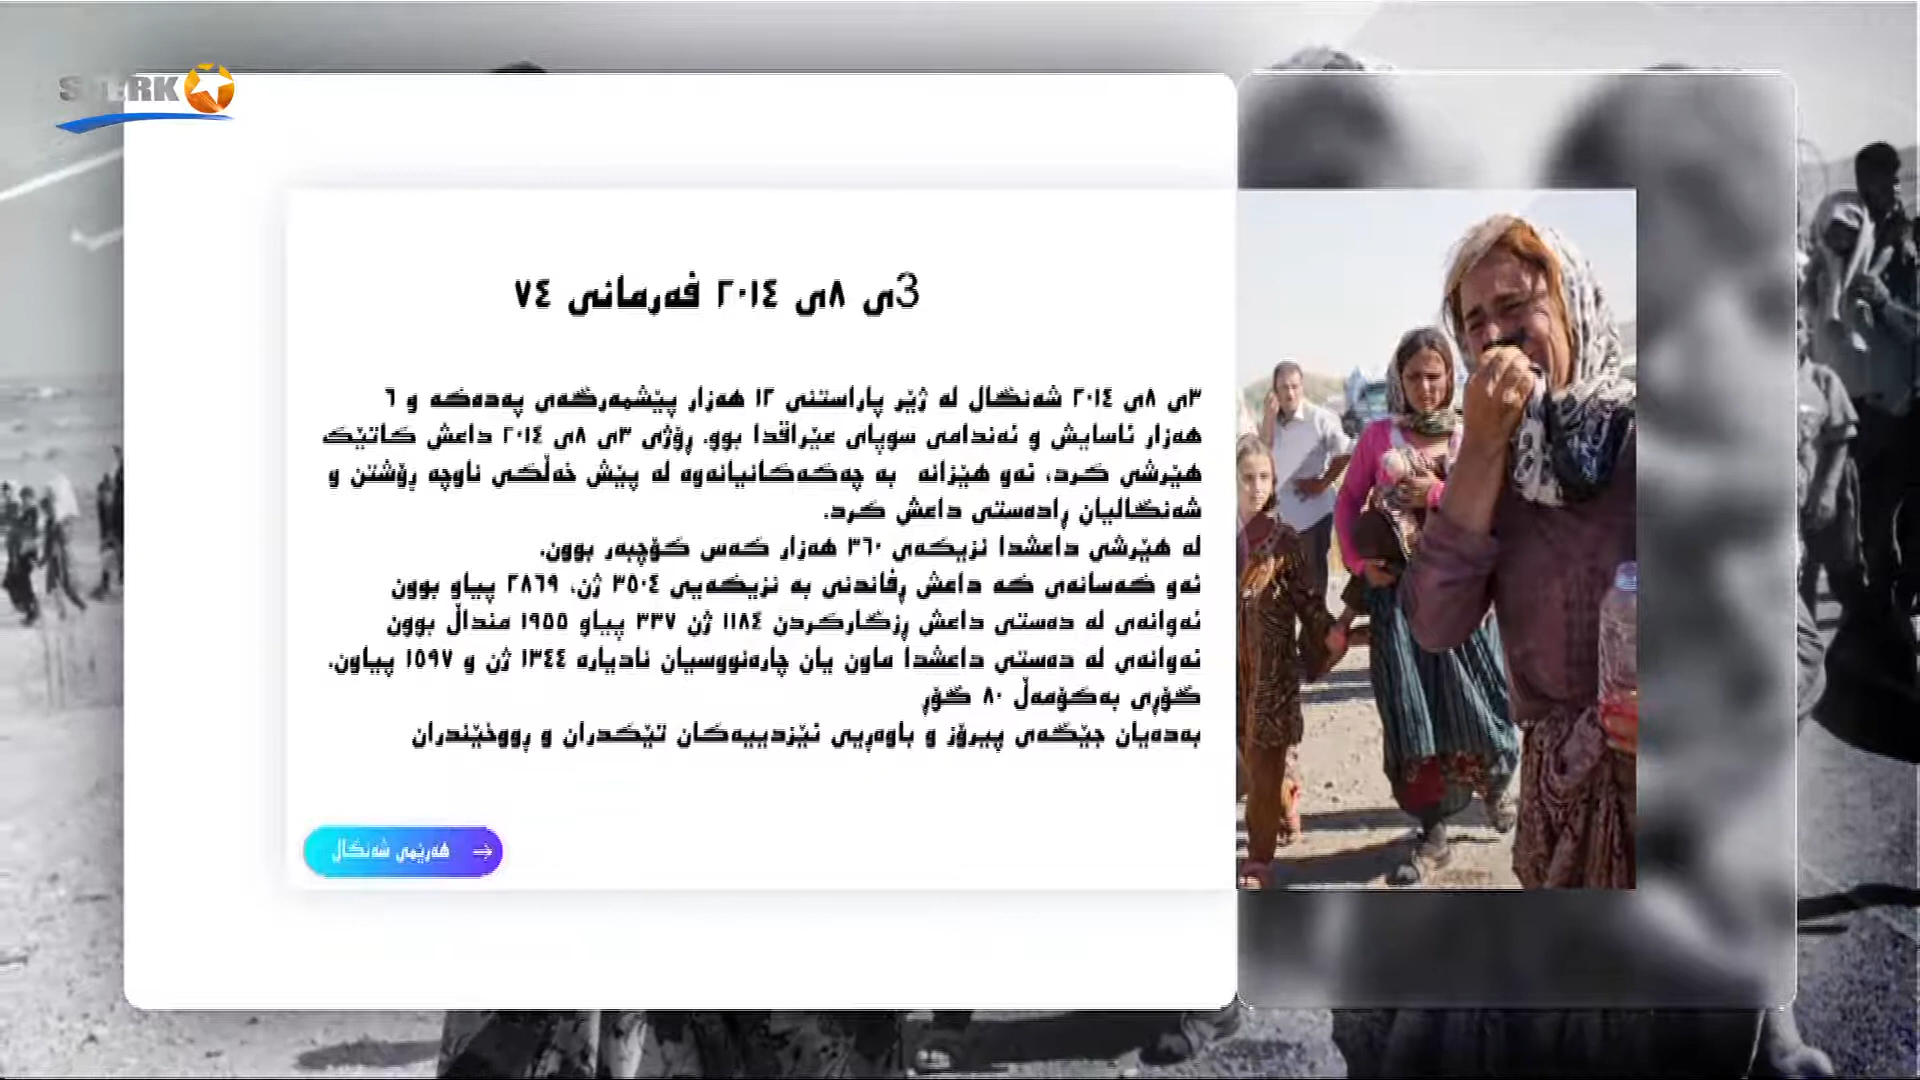 STERK
3ی ٨ی ٢٠١٤ فەرمانی ٧٤
٣ی ٨ی ٢٠١٤ شەنگال لە ژێر پاراستنی ١٢ هەزار پێشمەرگەی پەدەکە و ٦
هەزار ئاسایش و ئەندامی سوپای عێراقدا بوو. ڕۆژی ٣ی ٨ی ٢٠١٤ داعش کاتێک
هێرشی کرد، ئەو هێزانە بە چەکەکانیانەوە لە پێش خەڵکی ناوچە ڕۆشتن و
شەنگالیان ڕادەستی داعش کرد.
لە هێرشی داعشدا نزیکەی ٣٦٠ هەزار کەس کۆچبەر بوون.
ئەو کەسانەی کە داعش ڕفاندنی بە نزیکەیی ٣٥٠٤ ژن، ٢٨٦٩ پیاو بوون
ئەوانەی لە دەستی داعش ڕزگارکردن ١١٨٤ ژن ٣٣٧ پیاو ١٩٥٥ منداڵ بوون
ئەوانەی لە دەستی داعشدا ماون یان چارەنووسیان نادیارە ١٣٤٤ ژن و ١٥٩٧ پیاون.
گۆڕی بەکۆمەڵ ٨٠ گۆڕ
بەدەیان جێگەی پیرۆز و باوەڕیی ئێزدییەکان تێکدران و ڕووخێندران
هەرێمی شەنگال